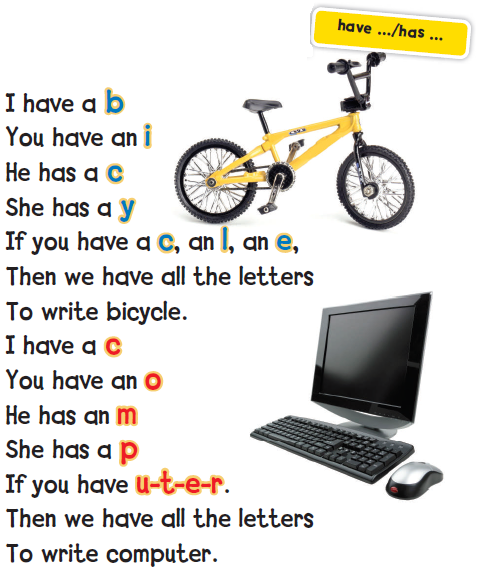 have .../has ...
I have a b
You have an i
He has a c
She has a y
If you have a c, an l, an e,
Then we have all the letters
To write bicycle.
I have a c
You have an o
He has an m
She has a p
If you have u-t-e-r.
Then we have all the letters
To write computer.